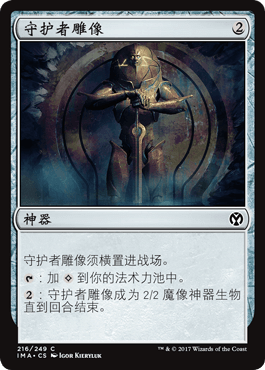 守护者雕像 2
神器
守护者雕像须横置进战场。
：加 到你的法术力池中。
2：守护者雕像成为 2/2 魔像神器生物
直到回合结束。
216/249 C
IMA • CS Igor Kieryluk
™ & © 2017 Wizards of the Coast